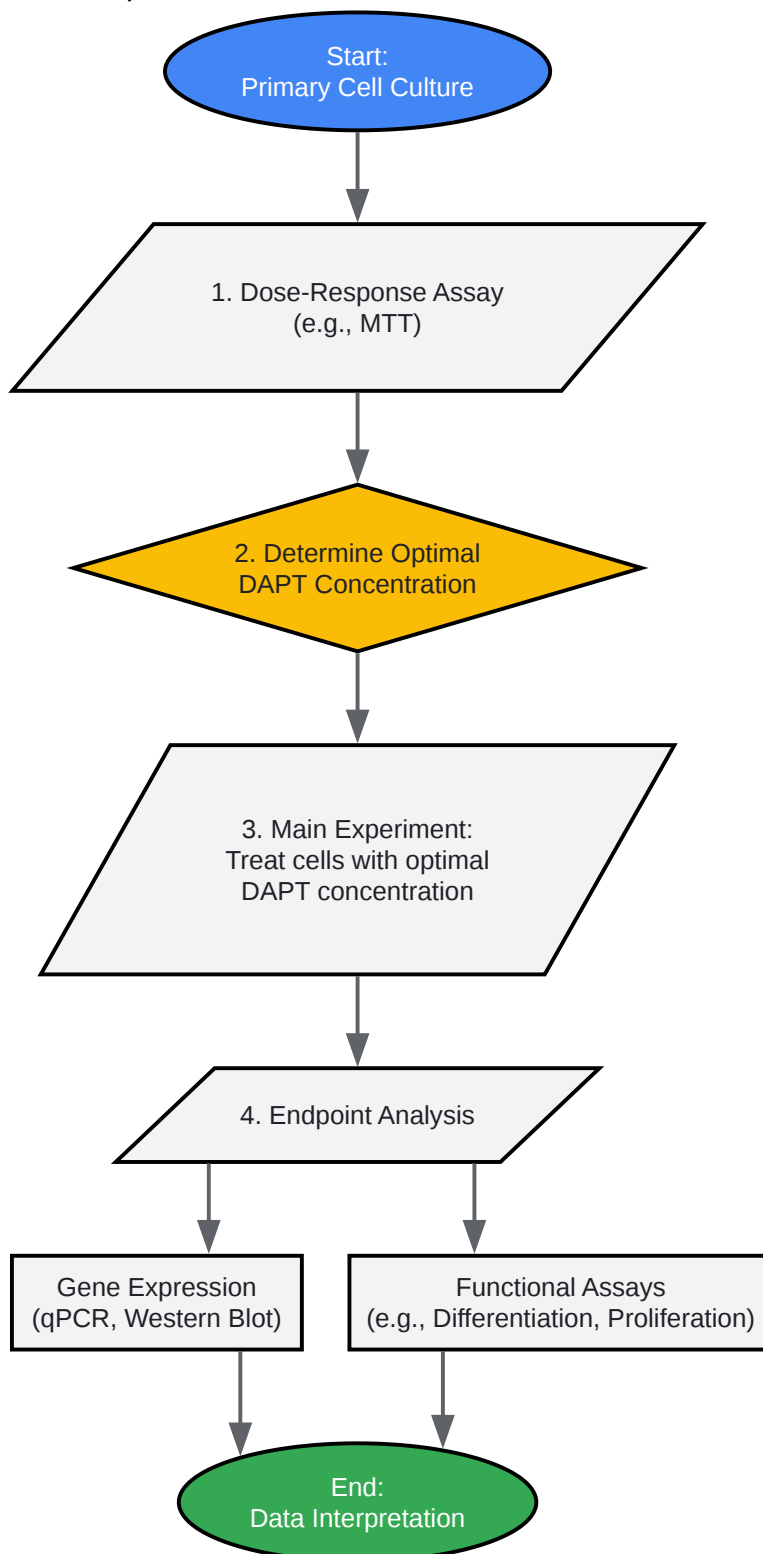 Start:
Primary Cell Culture
1. Dose-Response Assay
(e.g., MTT)
2. Determine Optimal
DAPT Concentration
3. Main Experiment:
Treat cells with optimal
DAPT concentration
4. Endpoint Analysis
Gene Expression
(qPCR, Western Blot)
Functional Assays
(e.g., Differentiation, Proliferation)
End:
Data Interpretation